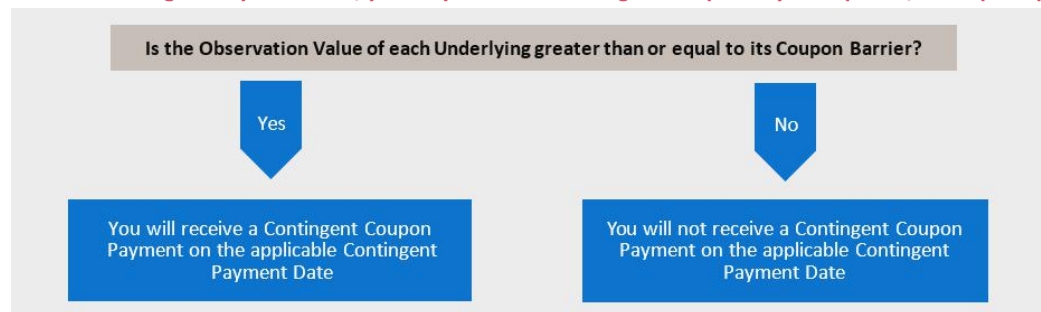 Is the Observation Value of each Underlying greater than or equal to its Coupon Barrier?
Yes
No
You will receive a Contingent Coupon
Payment on the applicable Contingent
Payment Date
You will not receive a Contingent Coupon
Payment on the applicable Contingent
Payment Date